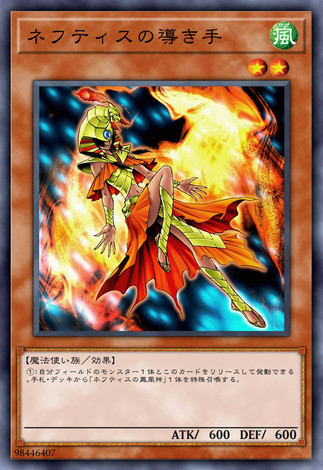 ネフティスの導き手
風
【魔法使い族/効果】
①:自分フィールドのモンスター1体とこのカードをリリースして発動できる。
手札・デッキから「ネフティスの鳳凰神」1体を特殊召喚する。
ATK/ 600 DEF/ 600
98446407